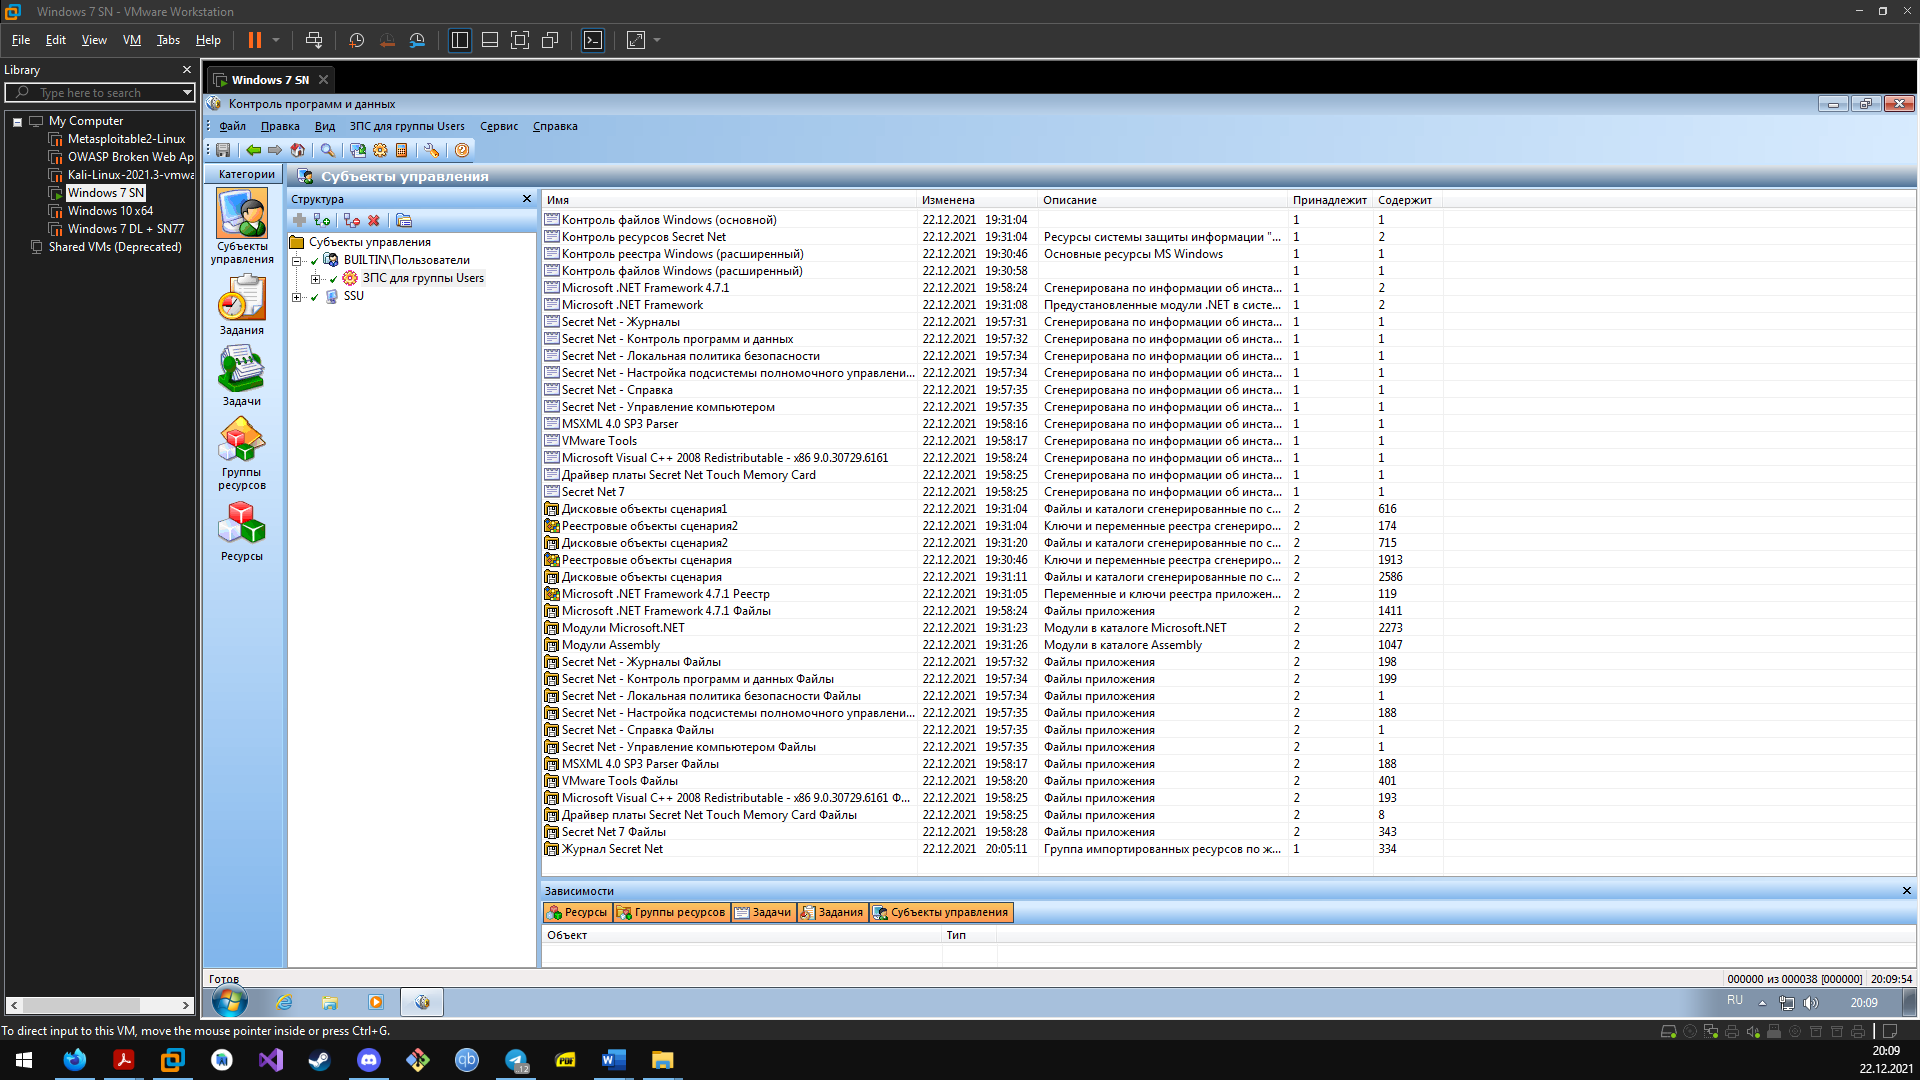 Windows 7 SN - VMware Workstation
File Edit View VM Tabs Help
Library
Type here to search
My Computer
Metasploitable2-Linux
OWASP Broken Web Ap
Kali-Linux-2021.3-vmwa
Windows 7 SN
Windows 10 x64
Windows 7 DL + SN77
Shared VMs (Deprecated)
Windows 7 SN
Контроль программ и данных
Файл Правка Вид ЗПС для группы Users Сервис Справка
Категории
Субъекты управления
Задания
Задачи
Группы ресурсов
Ресурсы
Субъекты управления
Структура
Субъекты управления
BUILTIN\Пользователи
ЗПС для группы Users
SSU
Имя Изменена Описание Принадлежит Содержит
Контроль файлов Windows (основной) 22.12.2021 19:31:04 1 1
Контроль ресурсов Secret Net 22.12.2021 19:31:04 Ресурсы системы защиты информации "... 1 2
Контроль реестра Windows (расширенный) 22.12.2021 19:30:46 Основные ресурсы MS Windows 1 1
Контроль файлов Windows (расширенный) 22.12.2021 19:30:58 1 1
Microsoft .NET Framework 4.7.1 22.12.2021 19:58:24 Сгенерирована по информации об инста... 1 2
Microsoft .NET Framework 22.12.2021 19:31:08 Предустановленные модули .NET в систе... 1 2
Secret Net - Журналы 22.12.2021 19:57:31 Сгенерирована по информации об инста... 1 1
Secret Net - Контроль программ и данных 22.12.2021 19:57:32 Сгенерирована по информации об инста... 1 1
Secret Net - Локальная политика безопасности 22.12.2021 19:57:34 Сгенерирована по информации об инста... 1 1
Secret Net - Настройка подсистемы полномочного управлени... 22.12.2021 19:57:34 Сгенерирована по информации об инста... 1 1
Secret Net - Справка 22.12.2021 19:57:35 Сгенерирована по информации об инста... 1 1
Secret Net - Управление компьютером 22.12.2021 19:57:35 Сгенерирована по информации об инста... 1 1
MSXML 4.0 SP3 Parser 22.12.2021 19:58:16 Сгенерирована по информации об инста... 1 1
VMware Tools 22.12.2021 19:58:17 Сгенерирована по информации об инста... 1 1
Microsoft Visual C++ 2008 Redistributable - x86 9.0.30729.6161 22.12.2021 19:58:24 Сгенерирована по информации об инста... 1 1
Драйвер платы Secret Net Touch Memory Card 22.12.2021 19:58:25 Сгенерирована по информации об инста... 1 1
Secret Net 7 22.12.2021 19:58:25 Сгенерирована по информации об инста... 1 1
Дисковые объекты сценария1 22.12.2021 19:31:04 Файлы и каталоги сгенерированные по с... 2 616
Реестровые объекты сценария2 22.12.2021 19:31:04 Ключи и переменные реестра сгенериро... 2 174
Дисковые объекты сценария2 22.12.2021 19:31:20 Файлы и каталоги сгенерированные по с... 2 715
Реестровые объекты сценария 22.12.2021 19:30:46 Ключи и переменные реестра сгенериро... 2 1913
Дисковые объекты сценария 22.12.2021 19:31:11 Файлы и каталоги сгенерированные по с... 2 2586
Microsoft .NET Framework 4.7.1 Реестр 22.12.2021 19:31:05 Переменные и ключи реестра приложен... 2 119
Microsoft .NET Framework 4.7.1 Файлы 22.12.2021 19:58:24 Файлы приложения 2 1411
Модули Microsoft.NET 22.12.2021 19:31:23 Модули в каталоге Microsoft.NET 2 2273
Модули Assembly 22.12.2021 19:31:26 Модули в каталоге Assembly 2 1047
Secret Net - Журналы Файлы 22.12.2021 19:57:32 Файлы приложения 2 198
Secret Net - Контроль программ и данных Файлы 22.12.2021 19:57:34 Файлы приложения 2 199
Secret Net - Локальная политика безопасности Файлы 22.12.2021 19:57:34 Файлы приложения 2 1
Secret Net - Настройка подсистемы полномочного управлени... 22.12.2021 19:57:35 Файлы приложения 2 188
Secret Net - Справка Файлы 22.12.2021 19:57:35 Файлы приложения 2 1
Secret Net - Управление компьютером Файлы 22.12.2021 19:57:35 Файлы приложения 2 1
MSXML 4.0 SP3 Parser Файлы 22.12.2021 19:58:17 Файлы приложения 2 188
VMware Tools Файлы 22.12.2021 19:58:20 Файлы приложения 2 401
Microsoft Visual C++ 2008 Redistributable - x86 9.0.30729.6161 Ф... 22.12.2021 19:58:25 Файлы приложения 2 193
Драйвер платы Secret Net Touch Memory Card Файлы 22.12.2021 19:58:25 Файлы приложения 2 8
Secret Net 7 Файлы 22.12.2021 19:58:28 Файлы приложения 2 343
Журнал Secret Net 22.12.2021 20:05:11 Группа импортированных ресурсов по ж... 1 334
Зависимости
Ресурсы Группы ресурсов Задачи Задания Субъекты управления
Объект Тип
Готов 000000 из 000038 [000000] 20:09:54
RU 20:09
To direct input to this VM, move the mouse pointer inside or press Ctrl+G.
qb 12 PDF 20:09
22.12.2021